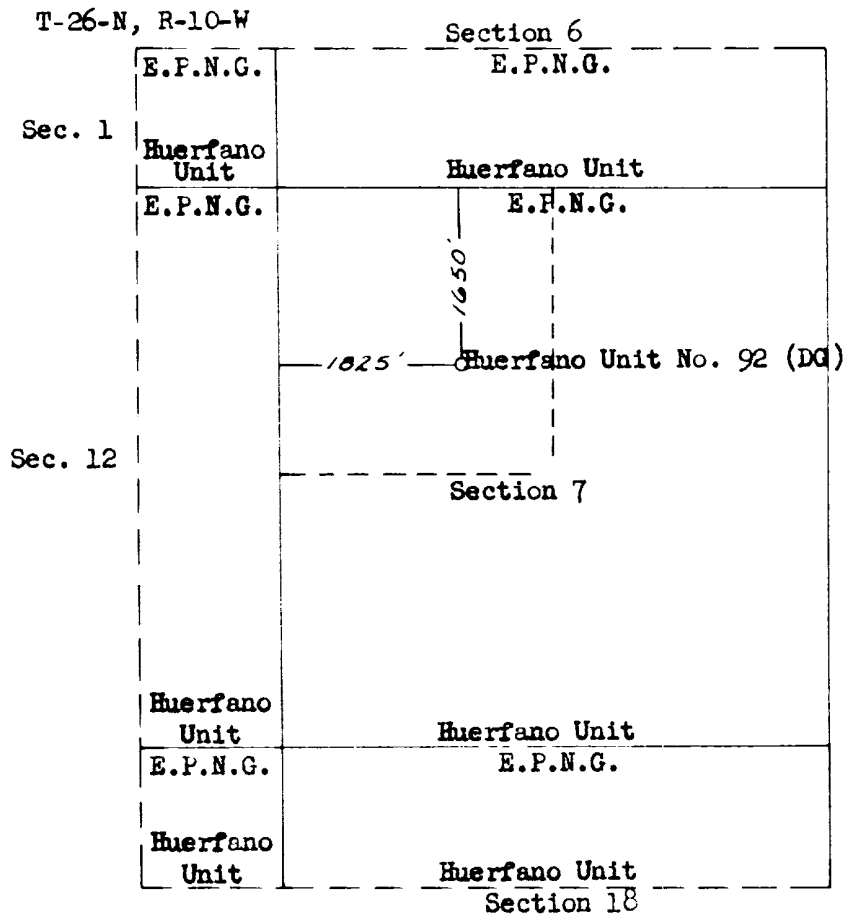 T-26-N, R-10-W
Section 6
E.P.N.G.
E.P.N.G.
Sec. 1
Huerfano
Unit
Huerfano Unit
E.P.N.G.
E.P.N.G.
1650'
1825'
Huerfano Unit No. 92 (DG)
Sec. 12
Section 7
Huerfano
Unit
Huerfano Unit
E.P.N.G.
E.P.N.G.
Huerfano
Unit
Huerfano Unit
Section 18